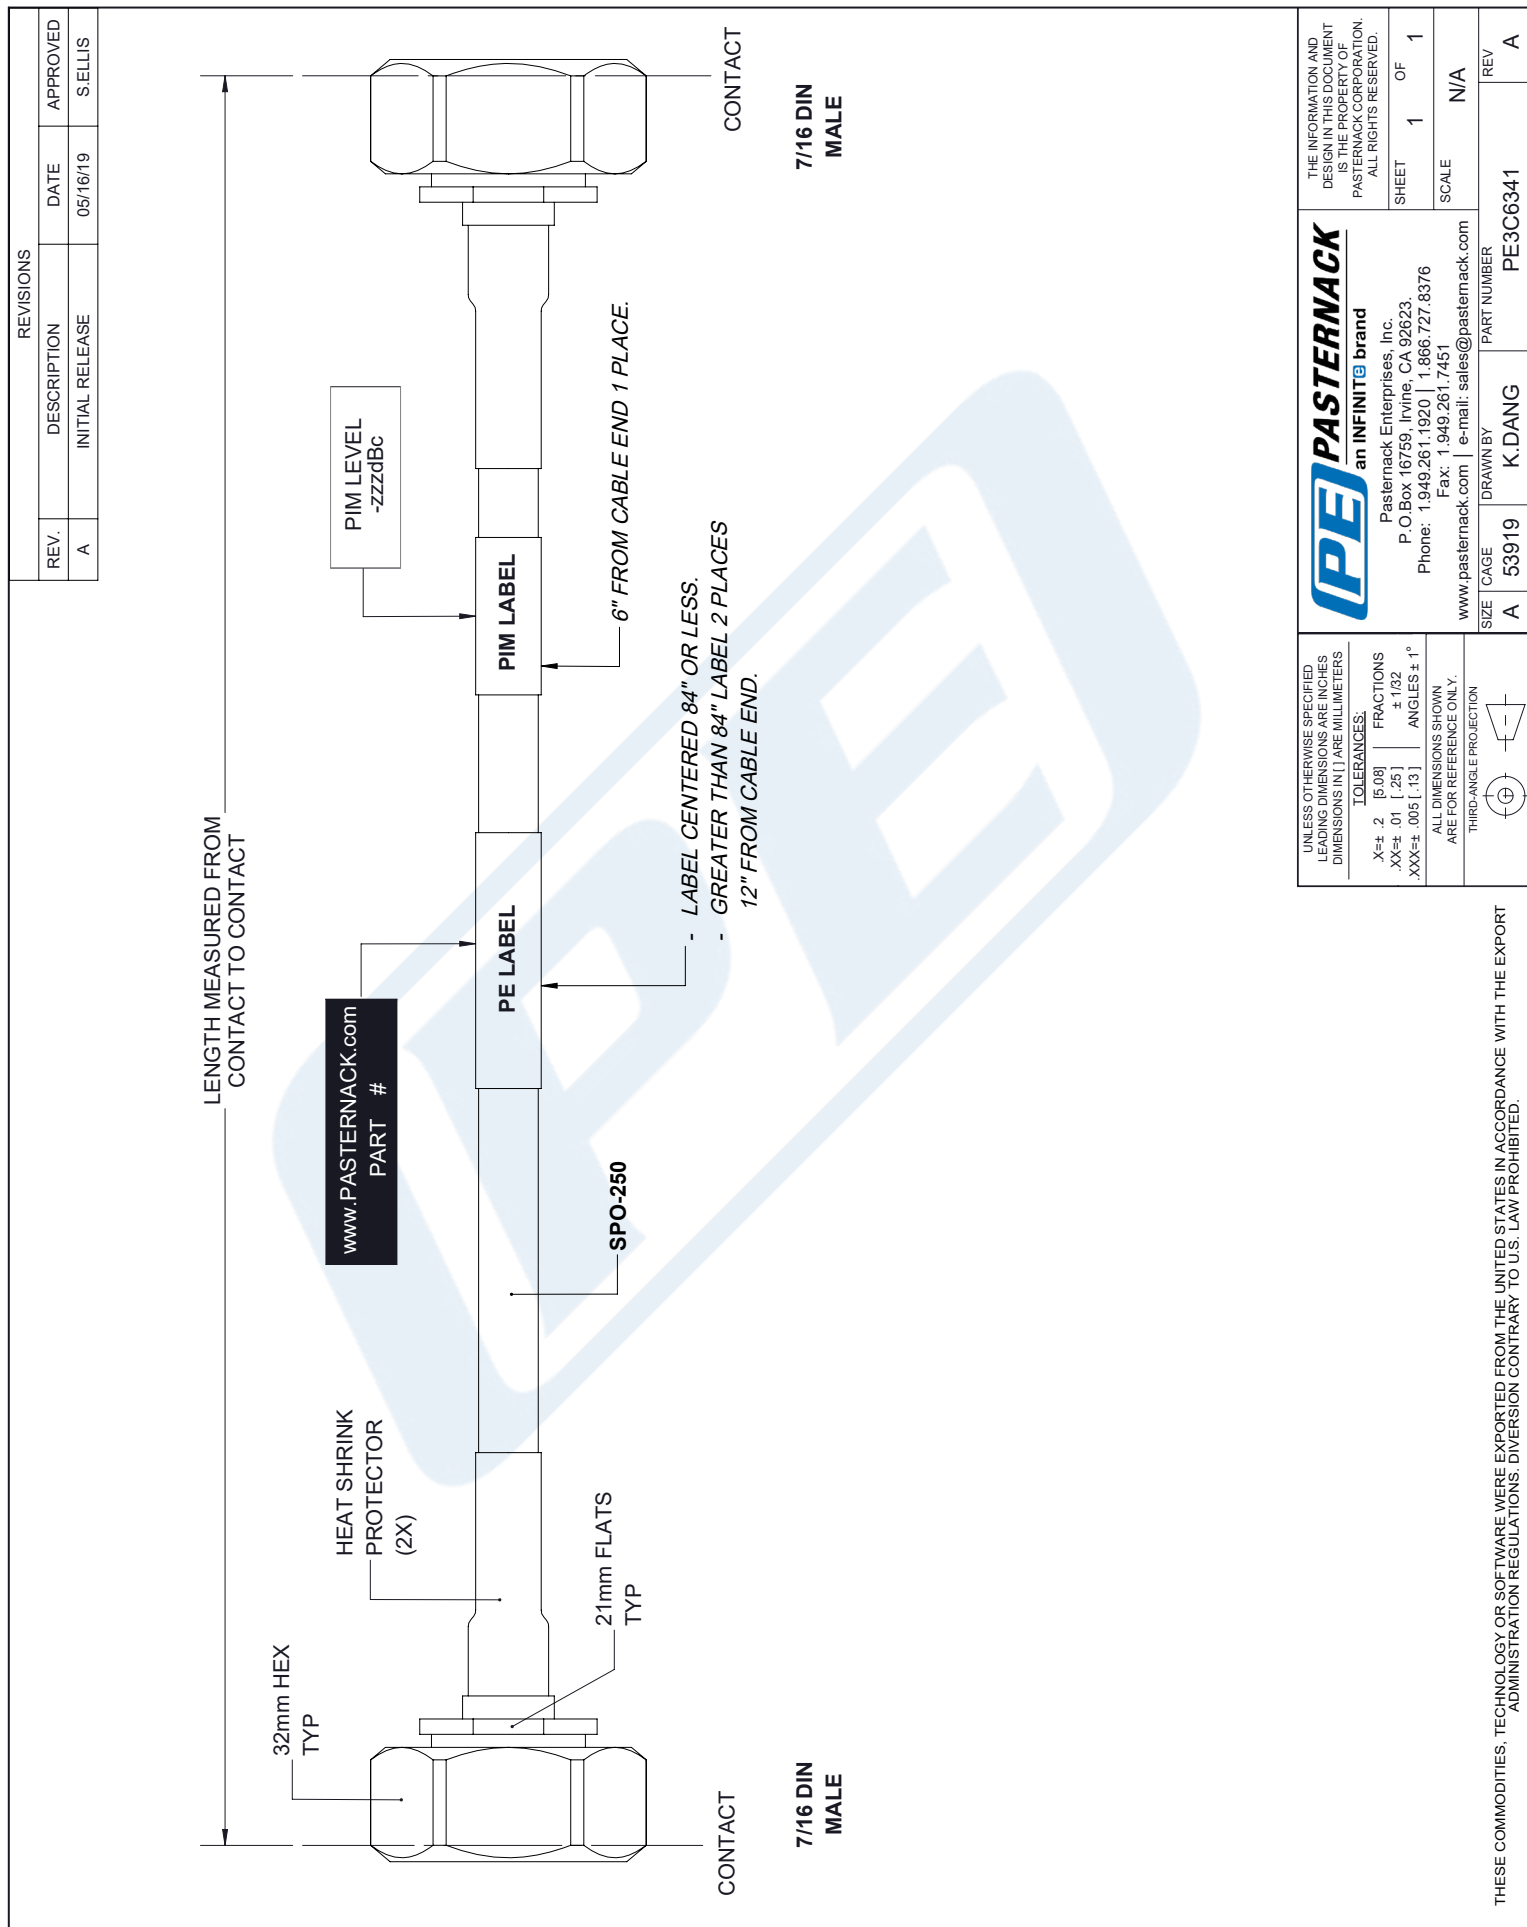 REVISIONS
REV. DESCRIPTION DATE APPROVED
A INITIAL RELEASE 05/16/19 S.ELLIS
LENGTH MEASURED FROM
CONTACT TO CONTACT
32mm HEX
TYP
HEAT SHRINK
PROTECTOR
(2X)
www.PASTERNACK.com
PART #
PIM LEVEL
-zzzdBc
PE LABEL
PIM LABEL
21mm FLATS
TYP
SPO-250
6" FROM CABLE END 1 PLACE.
- LABEL CENTERED 84" OR LESS.
- GREATER THAN 84" LABEL 2 PLACES
12" FROM CABLE END.
CONTACT
CONTACT
7/16 DIN
MALE
7/16 DIN
MALE
UNLESS OTHERWISE SPECIFIED
LEADING DIMENSIONS ARE INCHES
DIMENSIONS IN [ ] ARE MILLIMETERS
TOLERANCES:
.X=± .2 [5.08] FRACTIONS
.XX=± .01 [.25] ± 1/32
.XXX=± .005 [.13] ANGLES ± 1°
ALL DIMENSIONS SHOWN
ARE FOR REFERENCE ONLY.
THIRD-ANGLE PROJECTION
PE PASTERNACK
an INFINITe brand
Pasternack Enterprises, Inc.
P.O.Box 16759, Irvine, CA 92623.
Phone: 1.949.261.1920 | 1.866.727.8376
Fax: 1.949.261.7451
www.pasternack.com | e-mail: sales@pasternack.com
THE INFORMATION AND
DESIGN IN THIS DOCUMENT
IS THE PROPERTY OF
PASTERNACK CORPORATION.
ALL RIGHTS RESERVED.
SHEET 1 OF 1
SCALE N/A
SIZE A
CAGE 53919
DRAWN BY K.DANG
PART NUMBER PE3C6341
REV A
THESE COMMODITIES, TECHNOLOGY OR SOFTWARE WERE EXPORTED FROM THE UNITED STATES IN ACCORDANCE WITH THE EXPORT
ADMINISTRATION REGULATIONS. DIVERSION CONTRARY TO U.S. LAW PROHIBITED.
PE